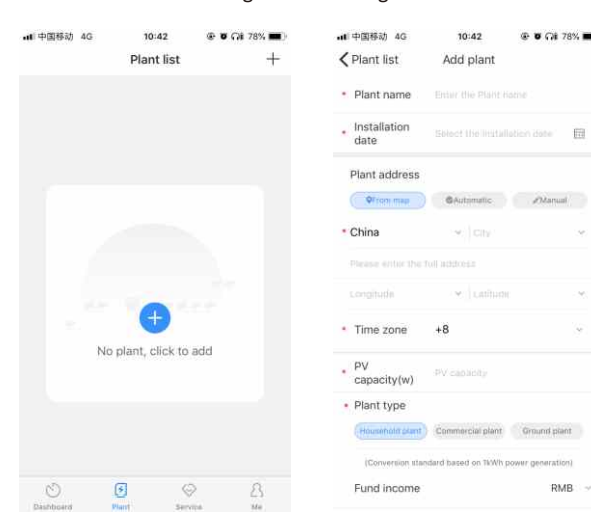 中国移动 4G 10:42 78%
Plant list
No plant, click to add
Dashboard Plant Service Me
中国移动 4G 10:42 78%
Plant list Add plant
* Plant name Enter the Plant name
* Installation
date Select the Installation date
Plant address
From map Automatic Manual
* China City
Please enter the full address
Longitude Latitude
* Time zone +8
* PV
capacity(w) PV capacity
* Plant type
Household plant Commercial plant Ground plant
(Conversion standard based on 1kWh power generation)
Fund income RMB